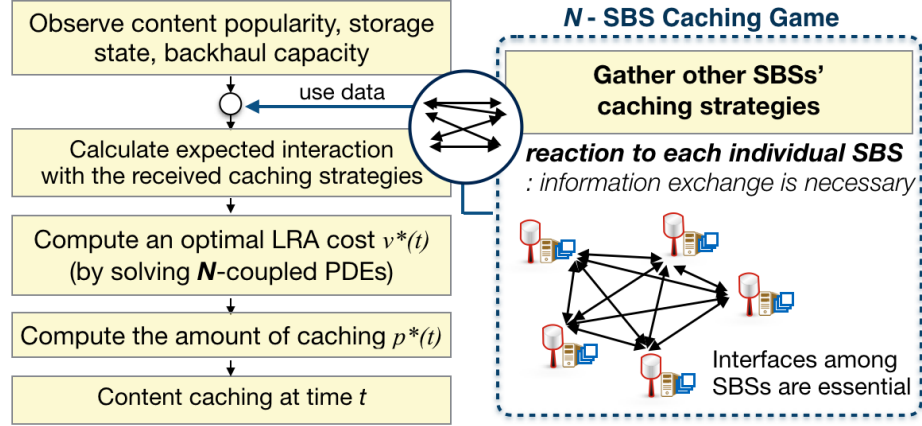 Observe content popularity, storage
state, backhaul capacity
use data
Calculate expected interaction
with the received caching strategies
Compute an optimal LRA cost v*(t)
(by solving N-coupled PDEs)
Compute the amount of caching p*(t)
Content caching at time t
N - SBS Caching Game
Gather other SBSs’
caching strategies
reaction to each individual SBS
: information exchange is necessary
Interfaces among
SBSs are essential